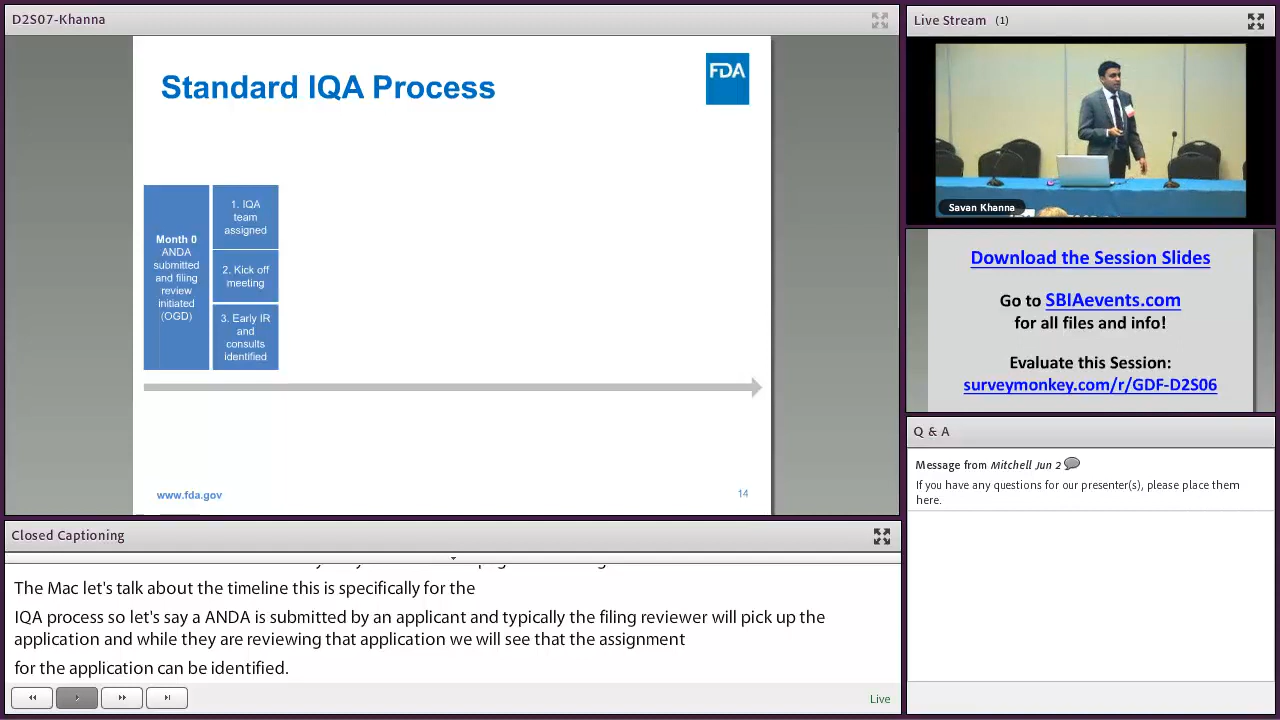 D2S07-Khanna
Standard IQA Process
FDA
Month 0
ANDA
submitted
and filing
review
initiated
(OGD)
1. IQA
team
assigned
2. Kick off
meeting
3. Early IR
and
consults
identified
www.fda.gov
14
Closed Captioning
The Mac let's talk about the timeline this is specifically for the
IQA process so let's say a ANDA is submitted by an applicant and typically the filing reviewer will pick up the
application and while they are reviewing that application we will see that the assignment
for the application can be identified.
Live
Live Stream (1)
Savan Khanna
Download the Session Slides
Go to SBIAevents.com
for all files and info!
Evaluate this Session:
surveymonkey.com/r/GDF-D2S06
Q & A
Message from Mitchell Jun 2
If you have any questions for our presenter(s), please place them
here.